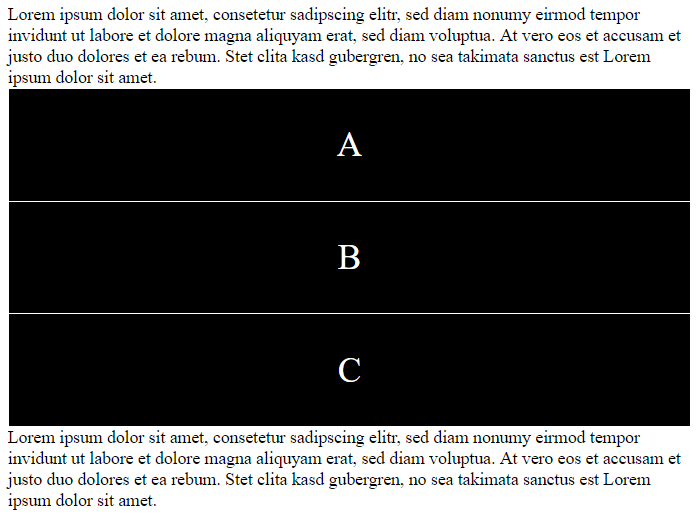 Lorem ipsum dolor sit amet, consetetur sadipscing elitr, sed diam nonumy eirmod tempor
invidunt ut labore et dolore magna aliquyam erat, sed diam voluptua. At vero eos et accusam et
justo duo dolores et ea rebum. Stet clita kasd gubergren, no sea takimata sanctus est Lorem
ipsum dolor sit amet.
A
B
C
Lorem ipsum dolor sit amet, consetetur sadipscing elitr, sed diam nonumy eirmod tempor
invidunt ut labore et dolore magna aliquyam erat, sed diam voluptua. At vero eos et accusam et
justo duo dolores et ea rebum. Stet clita kasd gubergren, no sea takimata sanctus est Lorem
ipsum dolor sit amet.